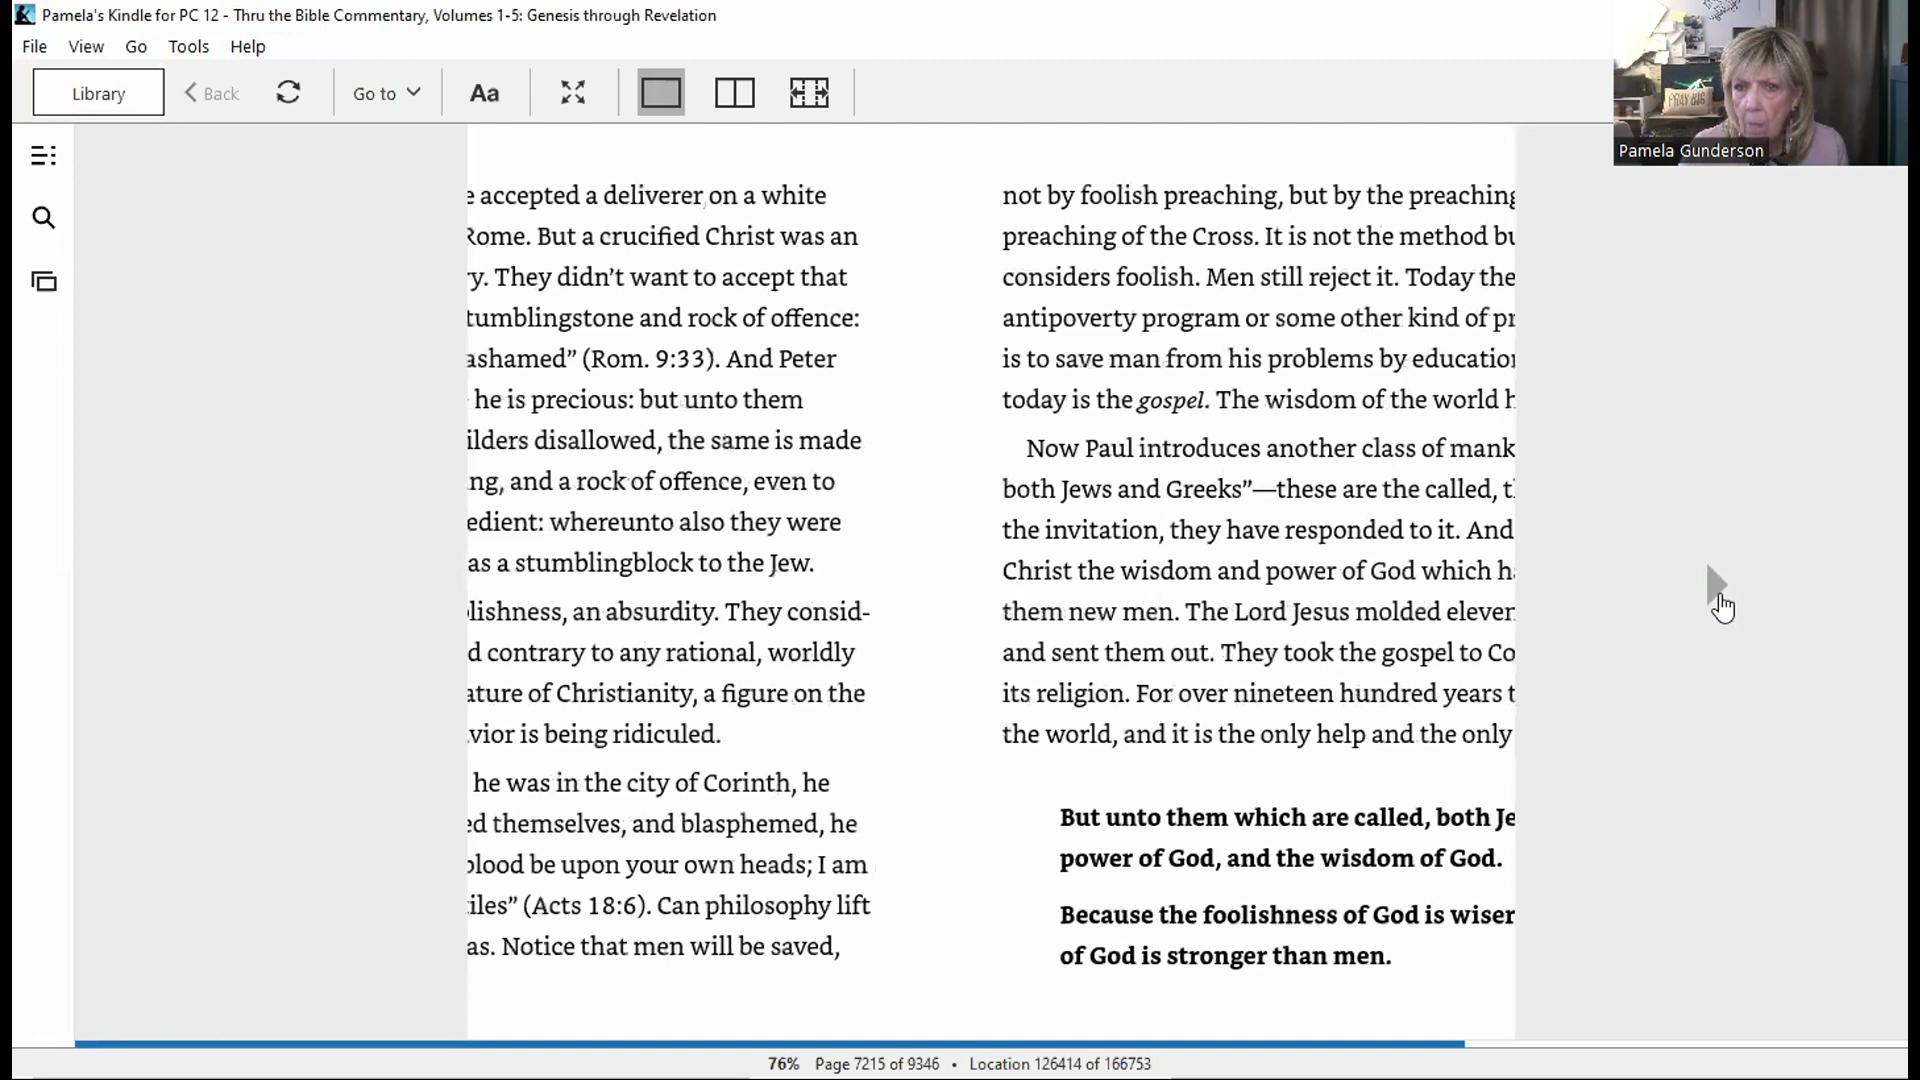 Pamela's Kindle for PC 12 - Thru the Bible Commentary, Volumes 1-5: Genesis through Revelation
File View Go Tools Help
Library Back Go to Aa
PRAY BIG
Pamela Gunderson
e accepted a deliverer on a white
Rome. But a crucified Christ was an
ry. They didn’t want to accept that
tumblingstone and rock of offence:
ashamed” (Rom. 9:33). And Peter
he is precious: but unto them
ilders disallowed, the same is made
ng, and a rock of offence, even to
edient: whereunto also they were
as a stumblingblock to the Jew.
lishness, an absurdity. They consid-
d contrary to any rational, worldly
ature of Christianity, a figure on the
vior is being ridiculed.
he was in the city of Corinth, he
ed themselves, and blasphemed, he
blood be upon your own heads; I am
iles” (Acts 18:6). Can philosophy lift
as. Notice that men will be saved,
not by foolish preaching, but by the preaching
preaching of the Cross. It is not the method bu
considers foolish. Men still reject it. Today the
antipoverty program or some other kind of pr
is to save man from his problems by education
today is the gospel. The wisdom of the world h
Now Paul introduces another class of mank
both Jews and Greeks”—these are the called, t
the invitation, they have responded to it. And
Christ the wisdom and power of God which ha
them new men. The Lord Jesus molded eleven
and sent them out. They took the gospel to Co
its religion. For over nineteen hundred years t
the world, and it is the only help and the only
But unto them which are called, both Je
power of God, and the wisdom of God.
Because the foolishness of God is wiser
of God is stronger than men.
76% Page 7215 of 9346 • Location 126414 of 166753